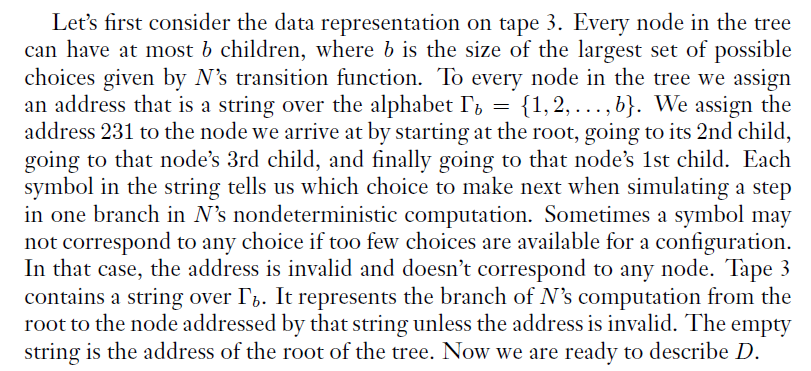 Let's first consider the data representation on tape 3. Every node in the tree
can have at most b children, where b is the size of the largest set of possible
choices given by N's transition function. To every node in the tree we assign
an address that is a string over the alphabet Γb = {1, 2, . . . , b}. We assign the
address 231 to the node we arrive at by starting at the root, going to its 2nd child,
going to that node's 3rd child, and finally going to that node's 1st child. Each
symbol in the string tells us which choice to make next when simulating a step
in one branch in N's nondeterministic computation. Sometimes a symbol may
not correspond to any choice if too few choices are available for a configuration.
In that case, the address is invalid and doesn't correspond to any node. Tape 3
contains a string over Γb. It represents the branch of N's computation from the
root to the node addressed by that string unless the address is invalid. The empty
string is the address of the root of the tree. Now we are ready to describe D.